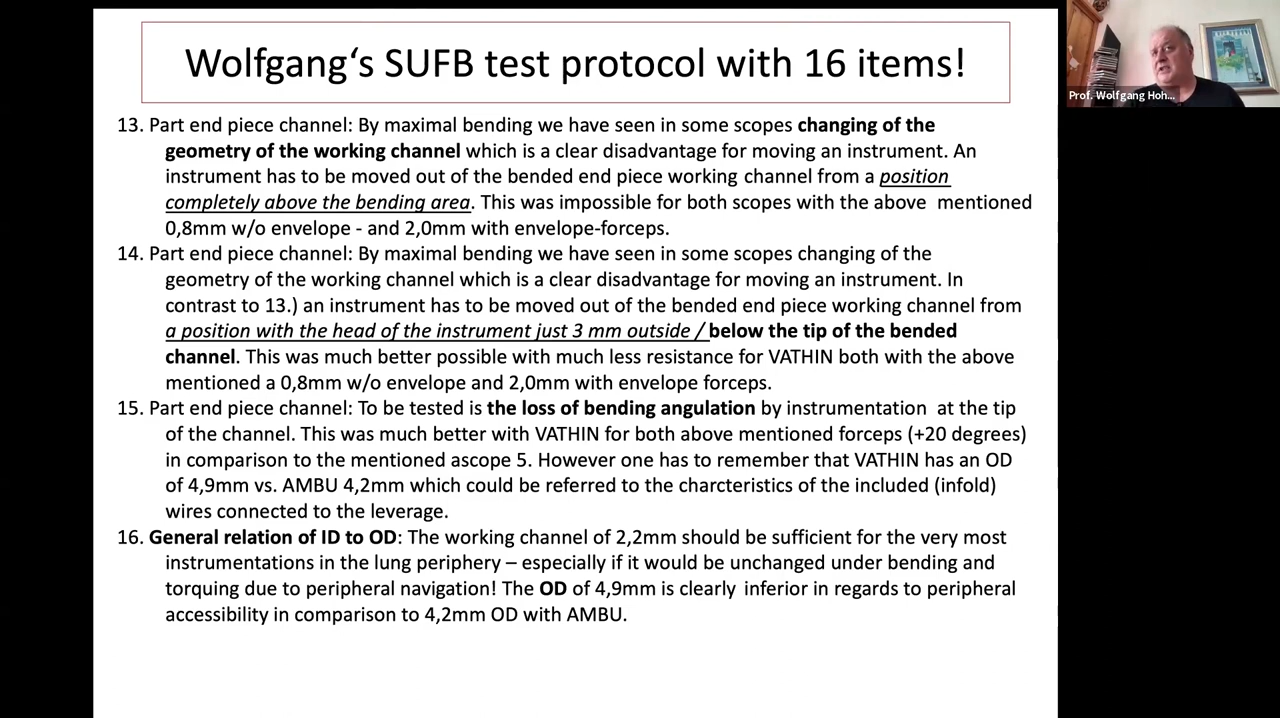 Wolfgang‘s SUFB test protocol with 16 items!
Prof. Wolfgang Hoh...
13. Part end piece channel: By maximal bending we have seen in some scopes changing of the
geometry of the working channel which is a clear disadvantage for moving an instrument. An
instrument has to be moved out of the bended end piece working channel from a position
completely above the bending area. This was impossible for both scopes with the above mentioned
0,8mm w/o envelope - and 2,0mm with envelope-forceps.
14. Part end piece channel: By maximal bending we have seen in some scopes changing of the
geometry of the working channel which is a clear disadvantage for moving an instrument. In
contrast to 13.) an instrument has to be moved out of the bended end piece working channel from
a position with the head of the instrument just 3 mm outside / below the tip of the bended
channel. This was much better possible with much less resistance for VATHIN both with the above
mentioned a 0,8mm w/o envelope and 2,0mm with envelope forceps.
15. Part end piece channel: To be tested is the loss of bending angulation by instrumentation at the tip
of the channel. This was much better with VATHIN for both above mentioned forceps (+20 degrees)
in comparison to the mentioned ascope 5. However one has to remember that VATHIN has an OD
of 4,9mm vs. AMBU 4,2mm which could be referred to the charcteristics of the included (infold)
wires connected to the leverage.
16. General relation of ID to OD: The working channel of 2,2mm should be sufficient for the very most
instrumentations in the lung periphery – especially if it would be unchanged under bending and
torquing due to peripheral navigation! The OD of 4,9mm is clearly inferior in regards to peripheral
accessibility in comparison to 4,2mm OD with AMBU.